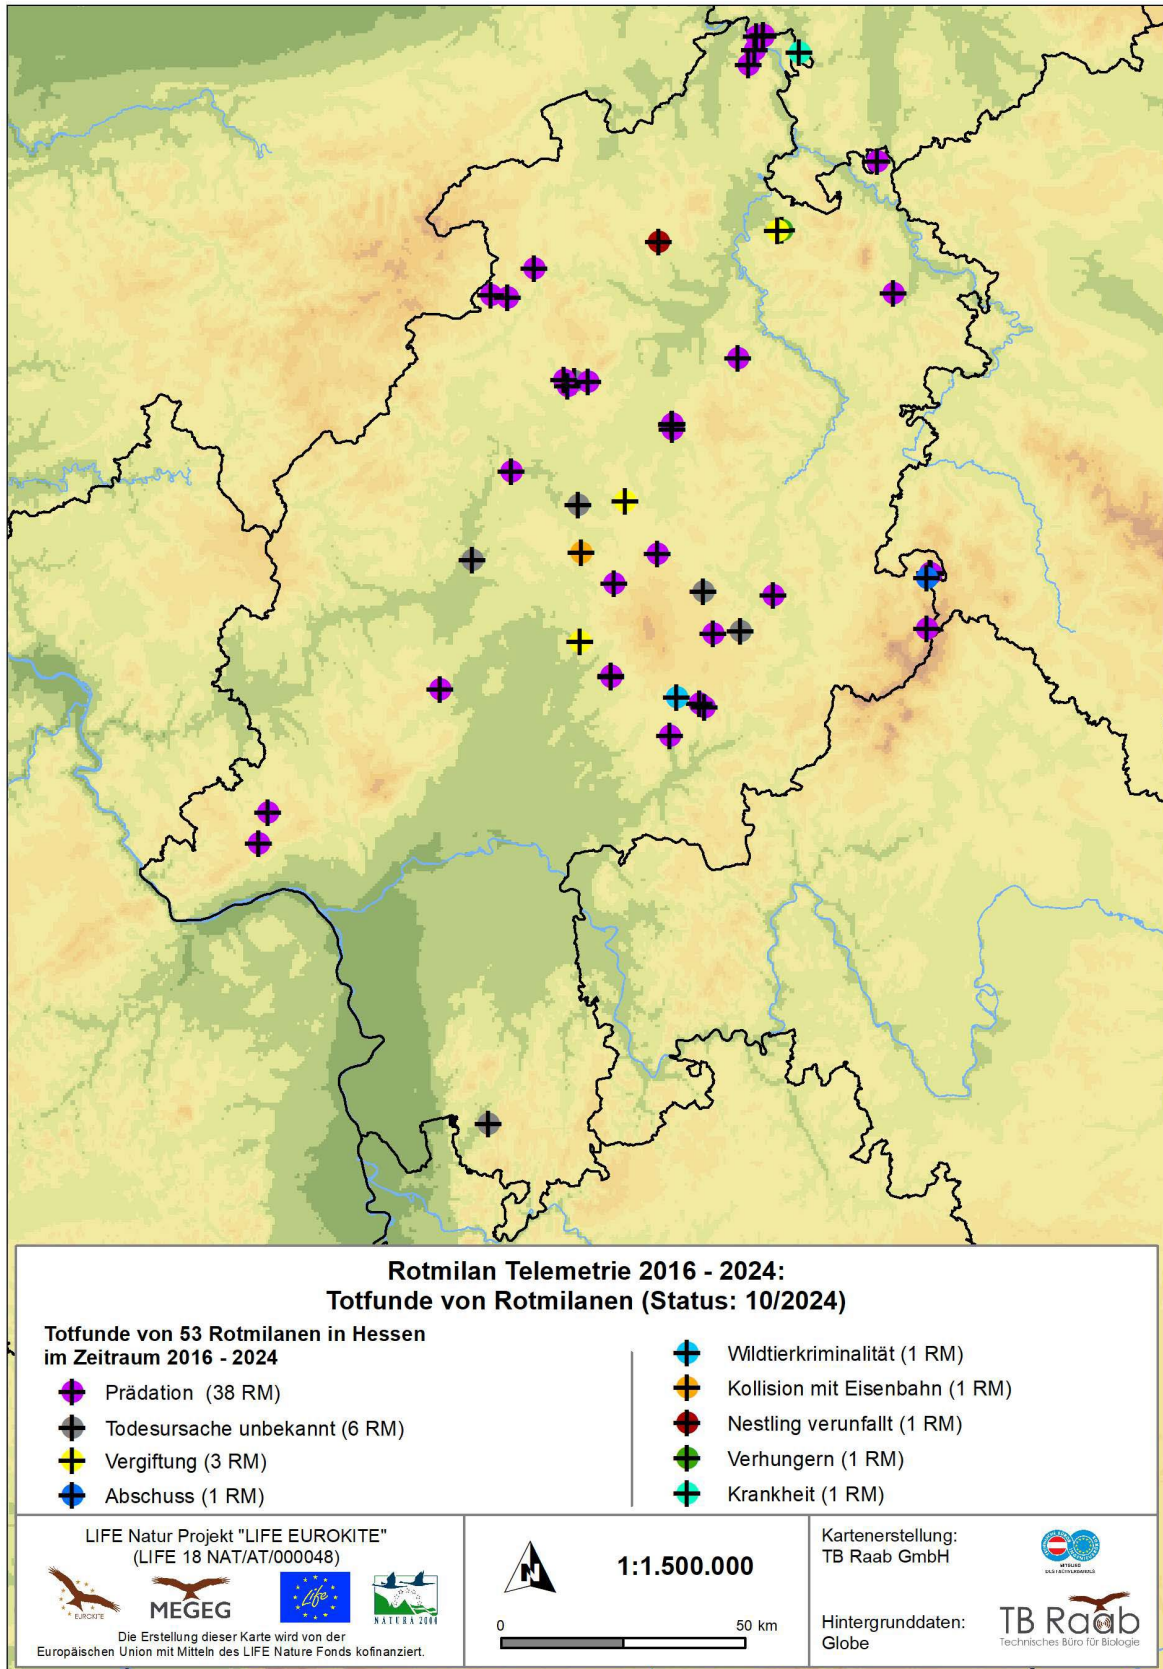 Rotmilan Telemetrie 2016 - 2024:
Totfunde von Rotmilanen (Status: 10/2024)
Totfunde von 53 Rotmilanen in Hessen
im Zeitraum 2016 - 2024
Prädation (38 RM)
Todesursache unbekannt (6 RM)
Vergiftung (3 RM)
Abschuss (1 RM)
Wildtierkriminalität (1 RM)
Kollision mit Eisenbahn (1 RM)
Nestling verunfallt (1 RM)
Verhungern (1 RM)
Krankheit (1 RM)
LIFE Natur Projekt "LIFE EUROKITE"
(LIFE 18 NAT/AT/000048)
EUROKITE
MEGEG
Life
NATURA 2000
Die Erstellung dieser Karte wird von der
Europäischen Union mit Mitteln des LIFE Nature Fonds kofinanziert.
N
1:1.500.000
0
50 km
Kartenerstellung:
TB Raab GmbH
MITGLIED
DES FACHVERBANDES
Hintergrunddaten:
Globe
TB Raab
Technisches Büro für Biologie